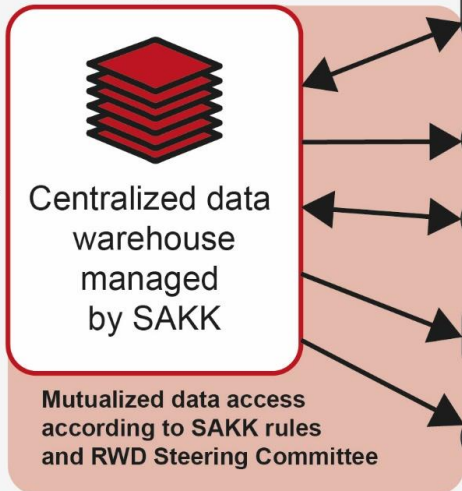 Centralized data
warehouse
managed
by SAKK
Mutualized data access
according to SAKK rules
and RWD Steering Committee